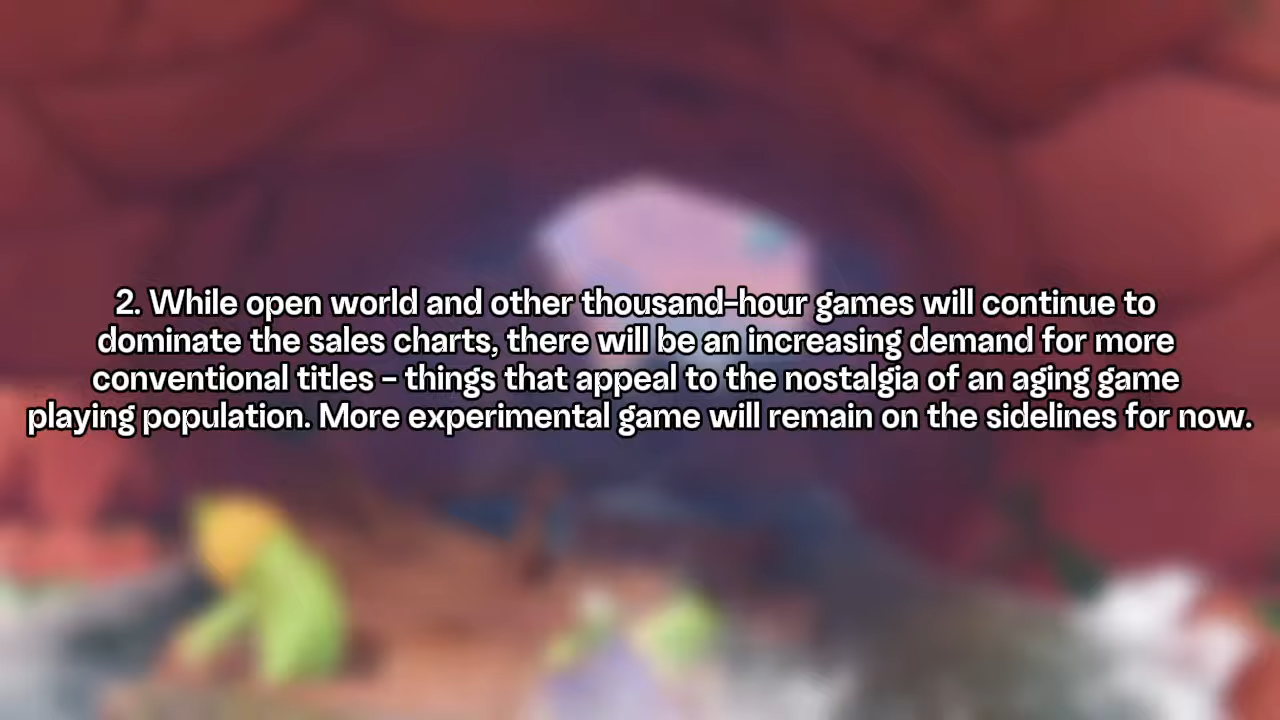 2. While open world and other thousand-hour games will continue to
dominate the sales charts, there will be an increasing demand for more
conventional titles – things that appeal to the nostalgia of an aging game
playing population. More experimental game will remain on the sidelines for now.